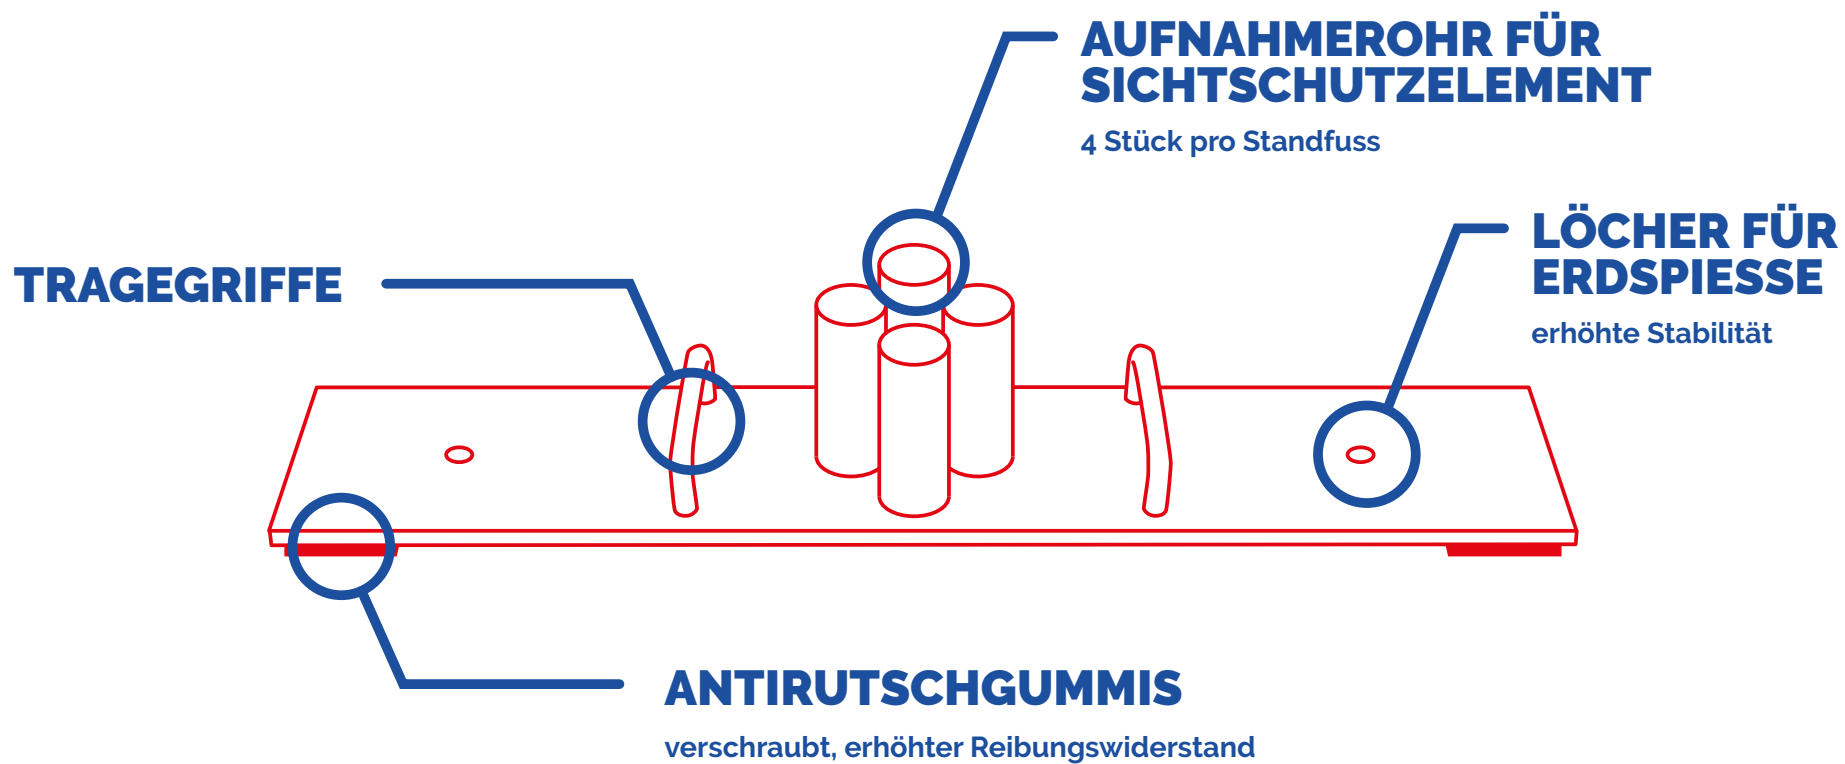 AUFNAHMEROHR FÜR
SICHTSCHUTZELEMENT
4 Stück pro Standfuss
LÖCHER FÜR
ERDSPIESSE
erhöhte Stabilität
TRAGEGRIFFE
ANTIRUTSCHGUMMIS
verschraubt, erhöhter Reibungswiderstand